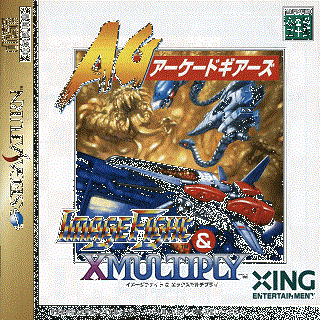 AG
アーケードギアーズ
SEGA SATURN
IMAGE FIGHT
&
XMULTIPLY
イメージファイト & エックスマルチプライ
XING
ENTERTAINMENT